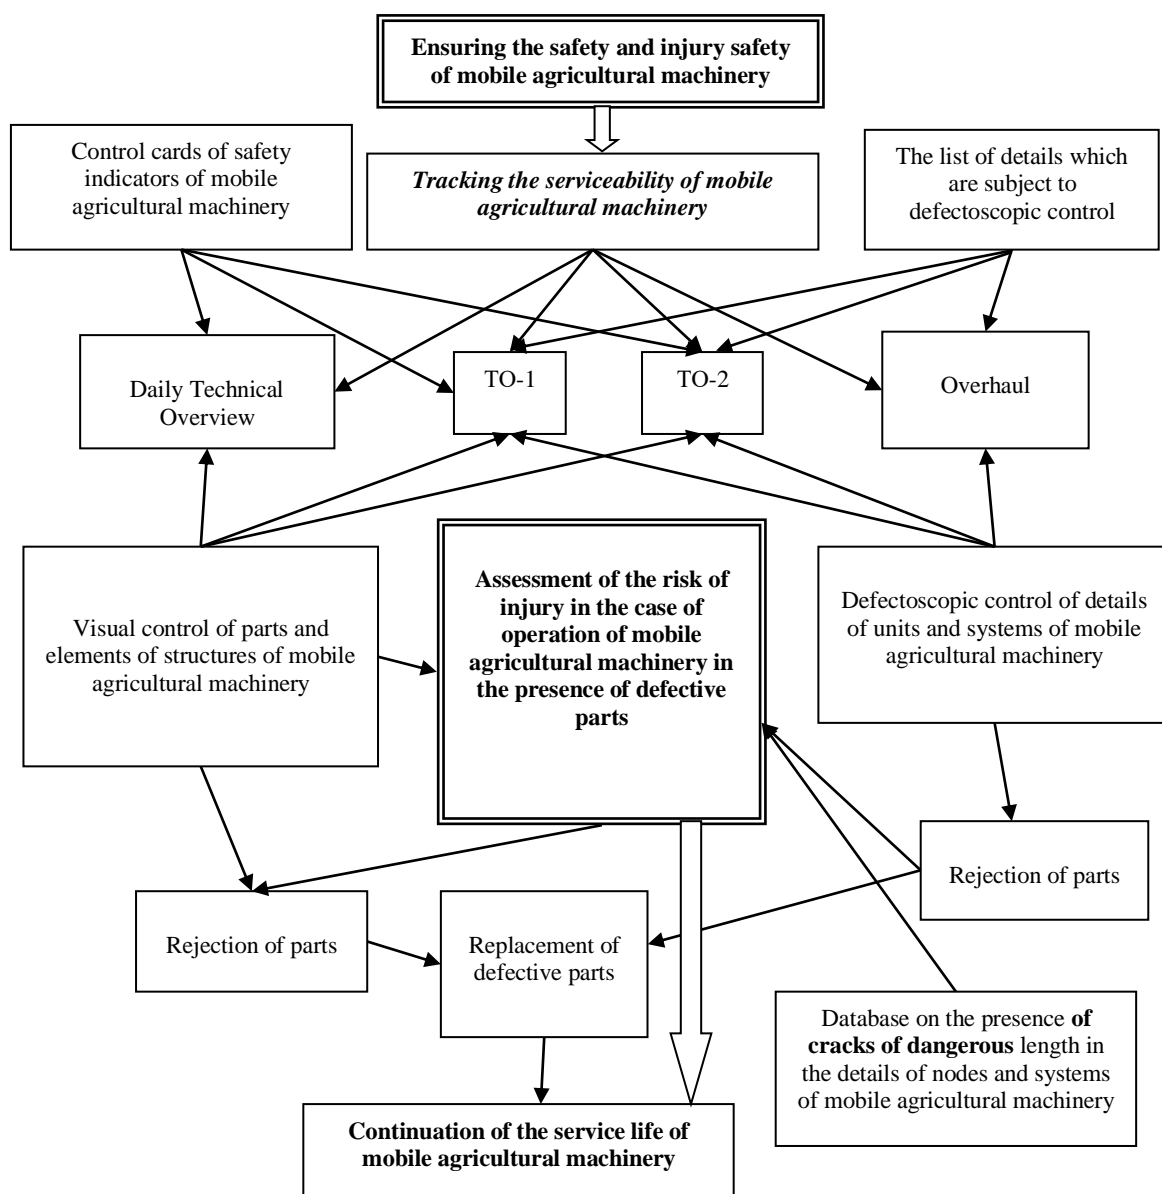 Ensuring the safety and injury safety
of mobile agricultural machinery
Control cards of safety
indicators of mobile
agricultural machinery
Tracking the serviceability of mobile
agricultural machinery
The list of details which
are subject to
defectoscopic control
Daily Technical
Overview
TO-1
TO-2
Overhaul
Visual control of parts and
elements of structures of mobile
agricultural machinery
Assessment of the risk of
injury in the case of
operation of mobile
agricultural machinery in
the presence of defective
parts
Defectoscopic control of details
of units and systems of mobile
agricultural machinery
Rejection of parts
Rejection of parts
Replacement of
defective parts
Database on the presence of
cracks of dangerous length in
the details of nodes and systems
of mobile agricultural machinery
Continuation of the service life of
mobile agricultural machinery